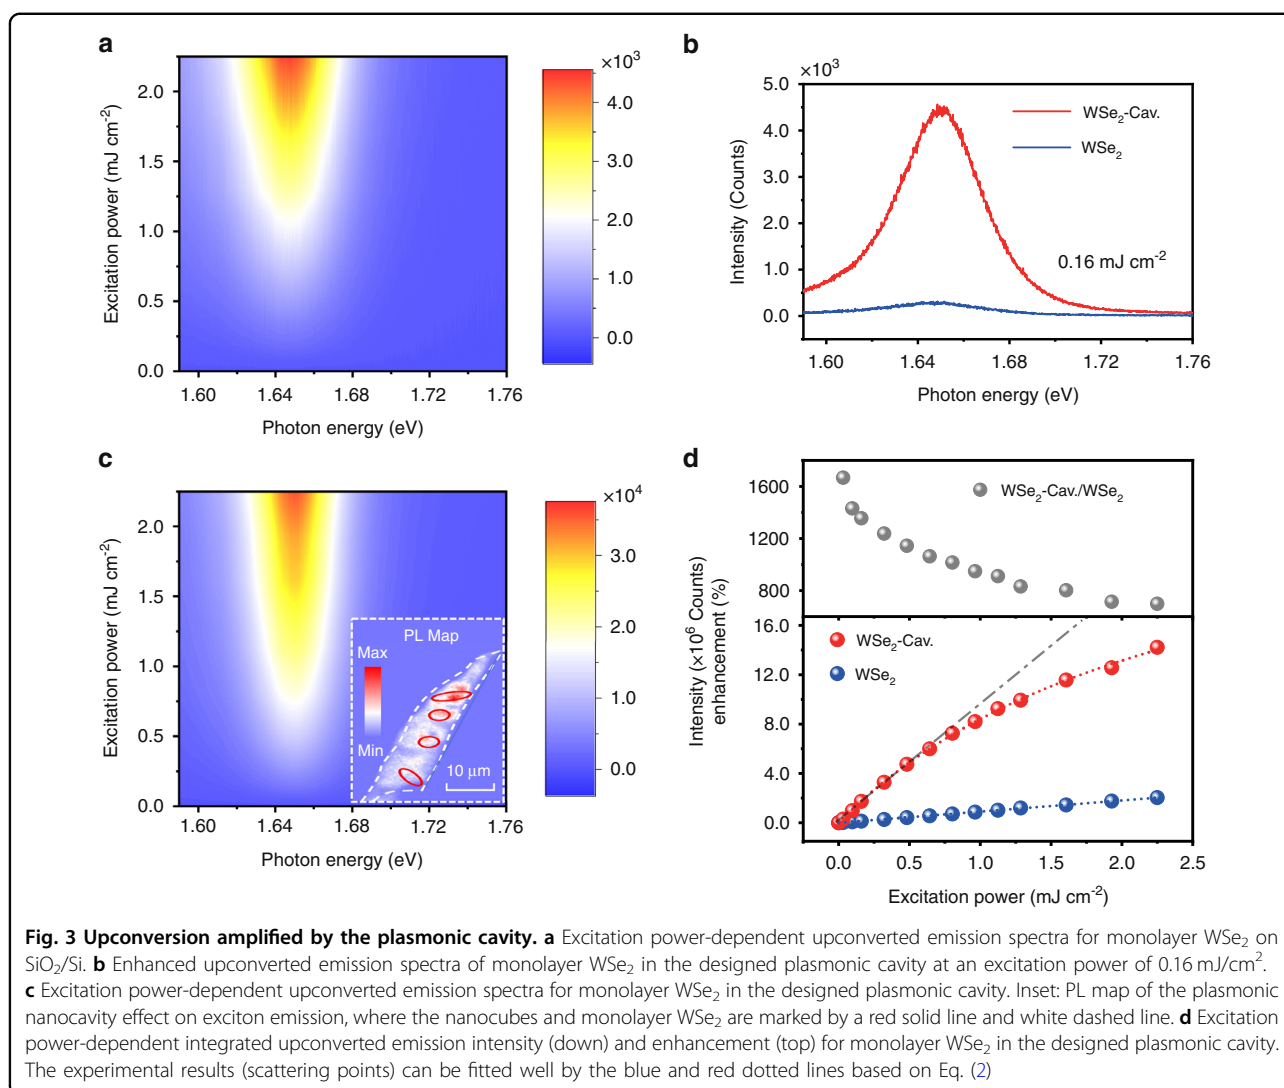 a
×10³
2.0
1.5
1.0
0.5
0.0
Excitation power (mJ cm⁻²)
1.60 1.64 1.68 1.72 1.76
Photon energy (eV)
4.0
3.0
2.0
1.0
0.0
b
×10³
5.0
4.0
3.0
2.0
1.0
0.0
Intensity (Counts)
WSe₂-Cav.
WSe₂
0.16 mJ cm⁻²
1.60 1.64 1.68 1.72 1.76
Photon energy (eV)
c
×10⁴
2.0
1.5
1.0
0.5
0.0
Excitation power (mJ cm⁻²)
PL Map
Max
Min
10 μm
1.60 1.64 1.68 1.72 1.76
Photon energy (eV)
3.0
2.0
1.0
0.0
d
1600
1200
800
WSe₂-Cav./WSe₂
Intensity (×10⁶ Counts)
enhancement (%)
16.0
12.0
8.0
4.0
0.0
WSe₂-Cav.
WSe₂
0.0 0.5 1.0 1.5 2.0 2.5
Excitation power (mJ cm⁻²)
Fig. 3 Upconversion amplified by the plasmonic cavity. a Excitation power-dependent upconverted emission spectra for monolayer WSe₂ on
SiO₂/Si. b Enhanced upconverted emission spectra of monolayer WSe₂ in the designed plasmonic cavity at an excitation power of 0.16 mJ/cm².
c Excitation power-dependent upconverted emission spectra for monolayer WSe₂ in the designed plasmonic cavity. Inset: PL map of the plasmonic
nanocavity effect on exciton emission, where the nanocubes and monolayer WSe₂ are marked by a red solid line and white dashed line. d Excitation
power-dependent integrated upconverted emission intensity (down) and enhancement (top) for monolayer WSe₂ in the designed plasmonic cavity.
The experimental results (scattering points) can be fitted well by the blue and red dotted lines based on Eq. (2)